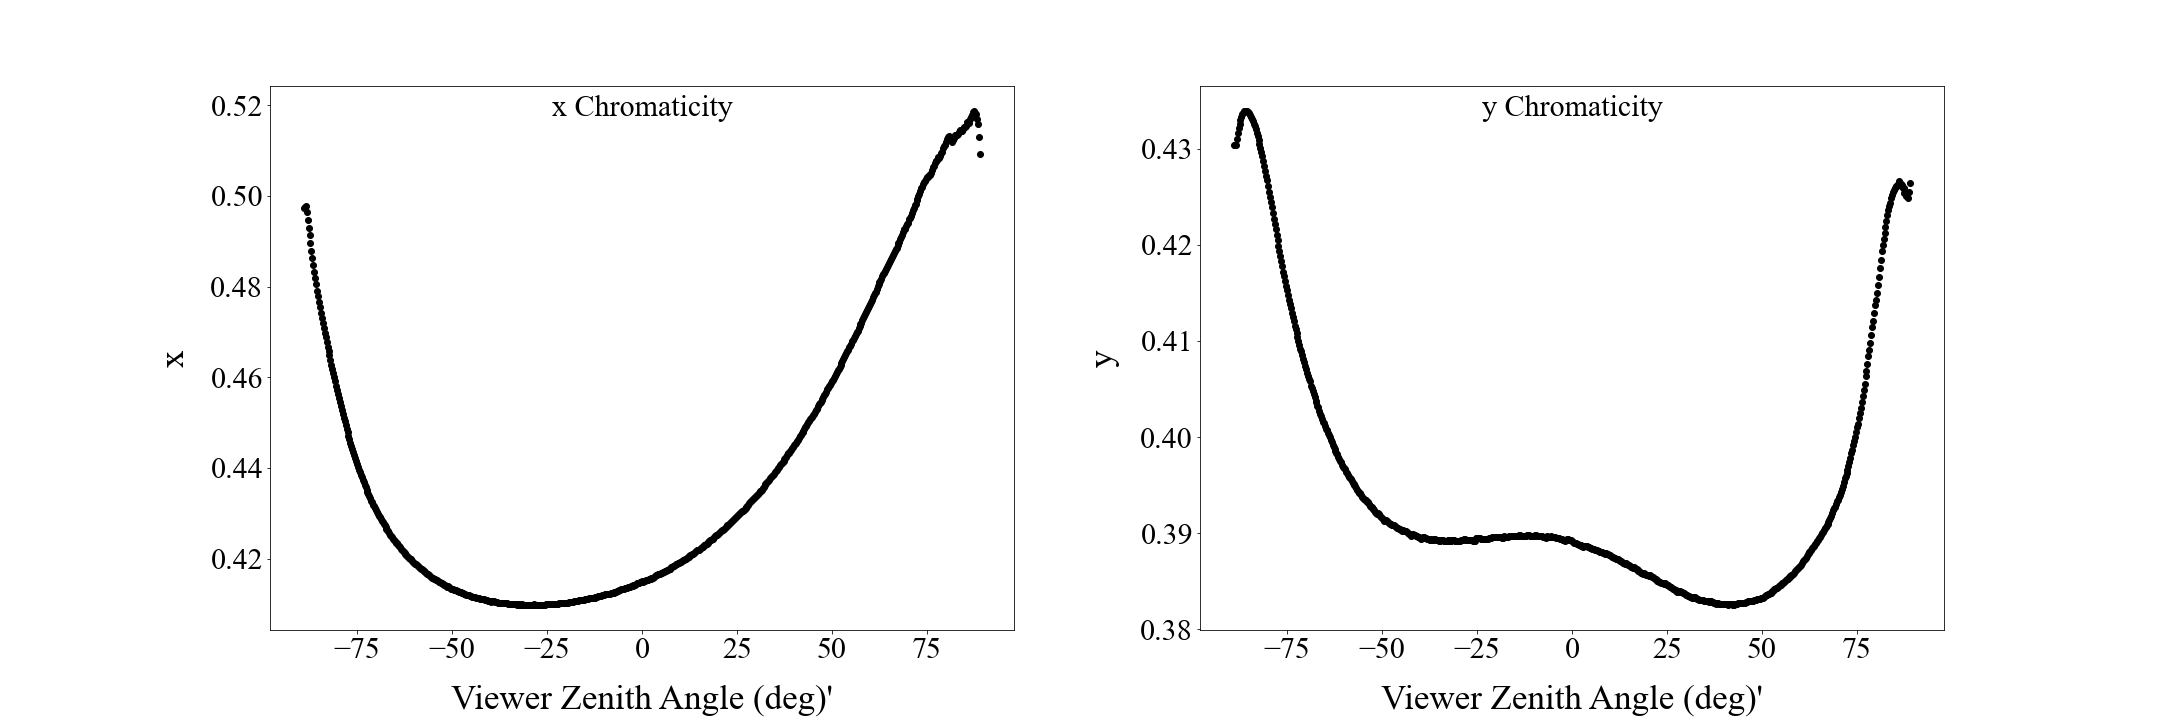 x Chromaticity
0.52
0.50
0.48
0.46
0.44
0.42
x
−75 −50 −25 0 25 50 75
Viewer Zenith Angle (deg)'
y Chromaticity
0.43
0.42
0.41
0.40
0.39
0.38
y
−75 −50 −25 0 25 50 75
Viewer Zenith Angle (deg)'